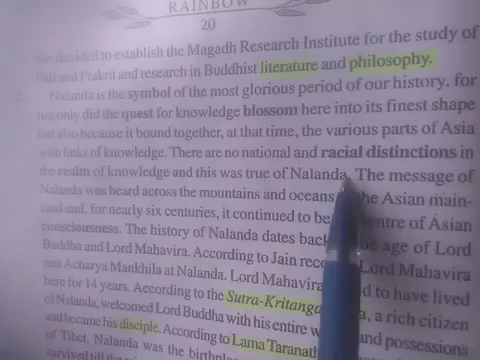 RAINBOW
20
decided to establish the Magadh Research Institute for the study of
Pali and Prakrit and research in Buddhist literature and philosophy.
Nalanda is the symbol of the most glorious period of our history, for
not only did the quest for knowledge blossom here into its finest shape
but also because it bound together, at that time, the various parts of Asia
with links of knowledge. There are no national and racial distinctions in
the realm of knowledge and this was true of Nalanda. The message of
Nalanda was heard across the mountains and oceans the Asian main-
land and, for nearly six centuries, it continued to be centre of Asian
consciousness. The history of Nalanda dates back age of Lord
Buddha and Lord Mahavira. According to Jain Lord Mahavira
met Acharya Mankhila at Nalanda. Lord Mahavira to have lived
here for 14 years. According to the Sutra-Kritanga a rich citizen
of Nalanda, welcomed Lord Buddha with his entire and possessions
and became his disciple. According to Lama Taranath
of Tibet, Nalanda was the
survived till